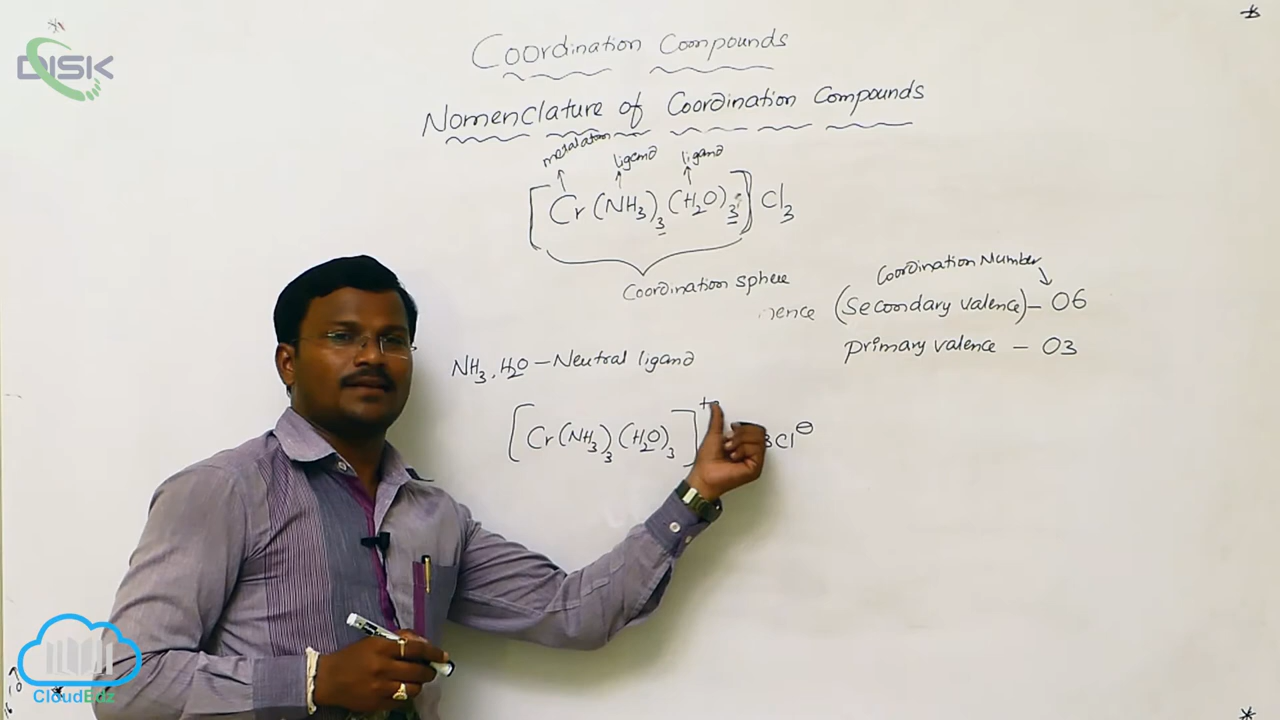 DISK
Coordination Compounds
Nomenclature of Coordination Compounds
metal atom ligand ligand
[Cr(NH3)3(H2O)3]Cl3
Coordination sphere
Coordination Number
(Secondary valence) - 06
primary valence - 03
NH3, H2O - Neutral ligand
[Cr(NH3)3(H2O)3]+ 3Cl⊖
CloudEdz